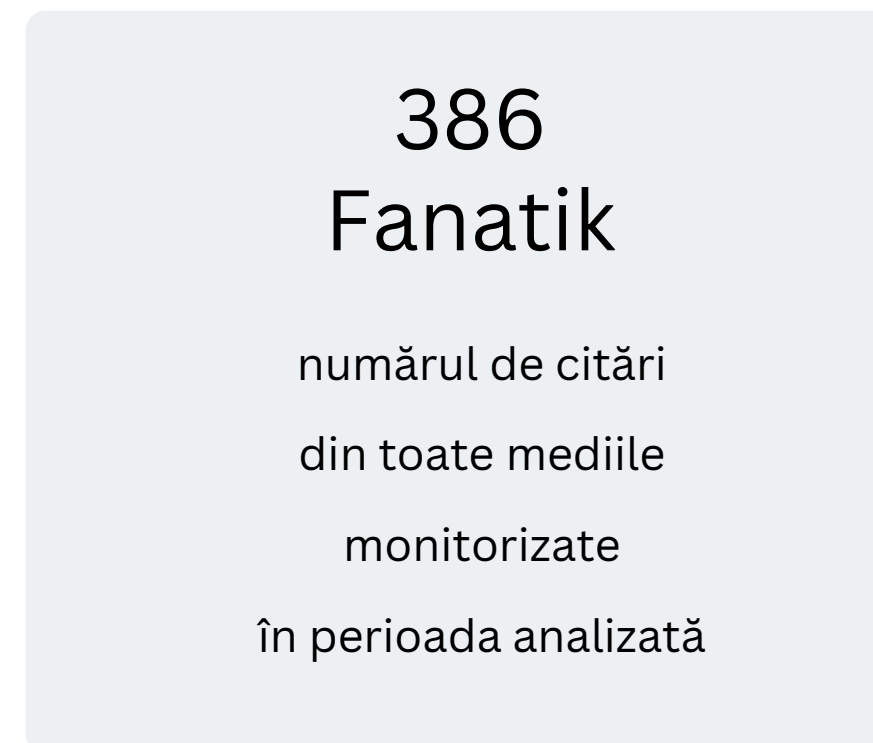 386
Fanatik
numărul de citări
din toate mediile
monitorizate
în perioada analizată